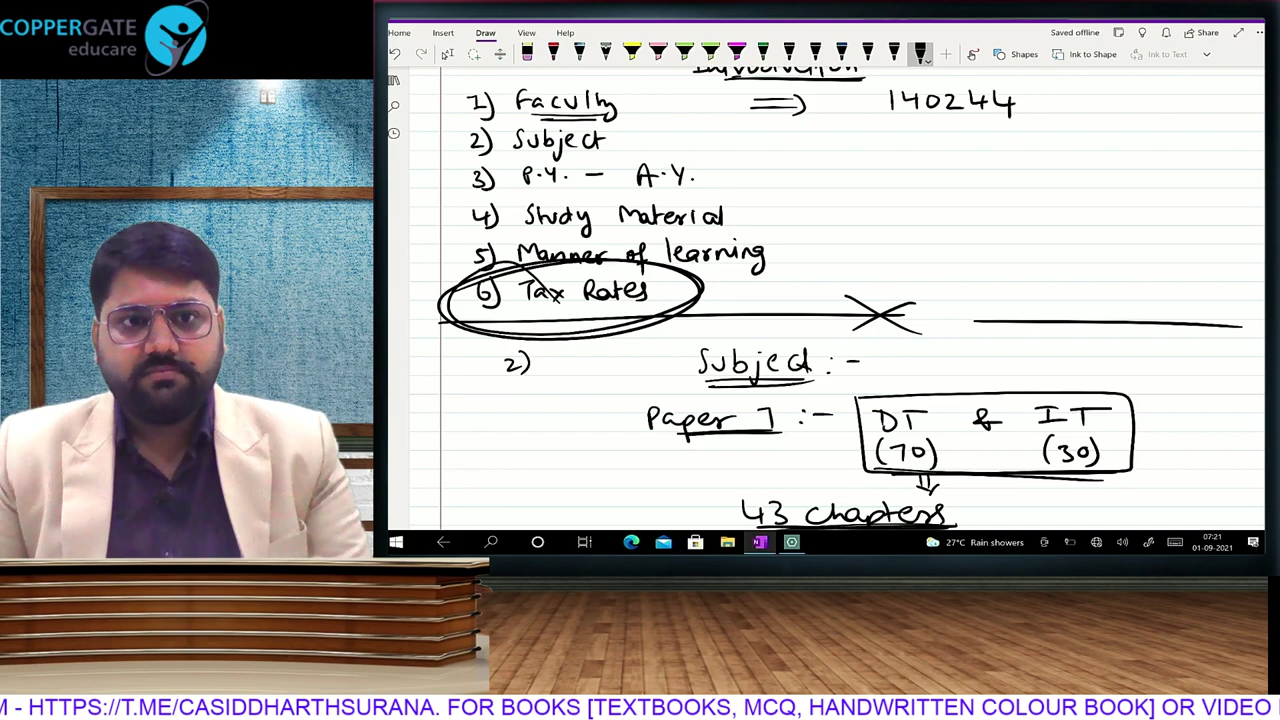 COPPERGATE
educare
Home Insert Draw View Help Saved offline Share
Shapes Ink to Shape Ink to Text
Introduction
1) Faculty ⇒ 140244
2) Subject
3) P.Y. - A.Y.
4) Study Material
5) Manner of learning
6) Tax Rates
2) Subject :-
Paper 7 :- DT & IT
(70) (30)
43 chapters
27°C Rain showers 07:21
01-09-2021
M - HTTPS://T.ME/CASIDDHARTHSURANA. FOR BOOKS [TEXTBOOKS, MCQ, HANDWRITTEN COLOUR BOOK] OR VIDEO